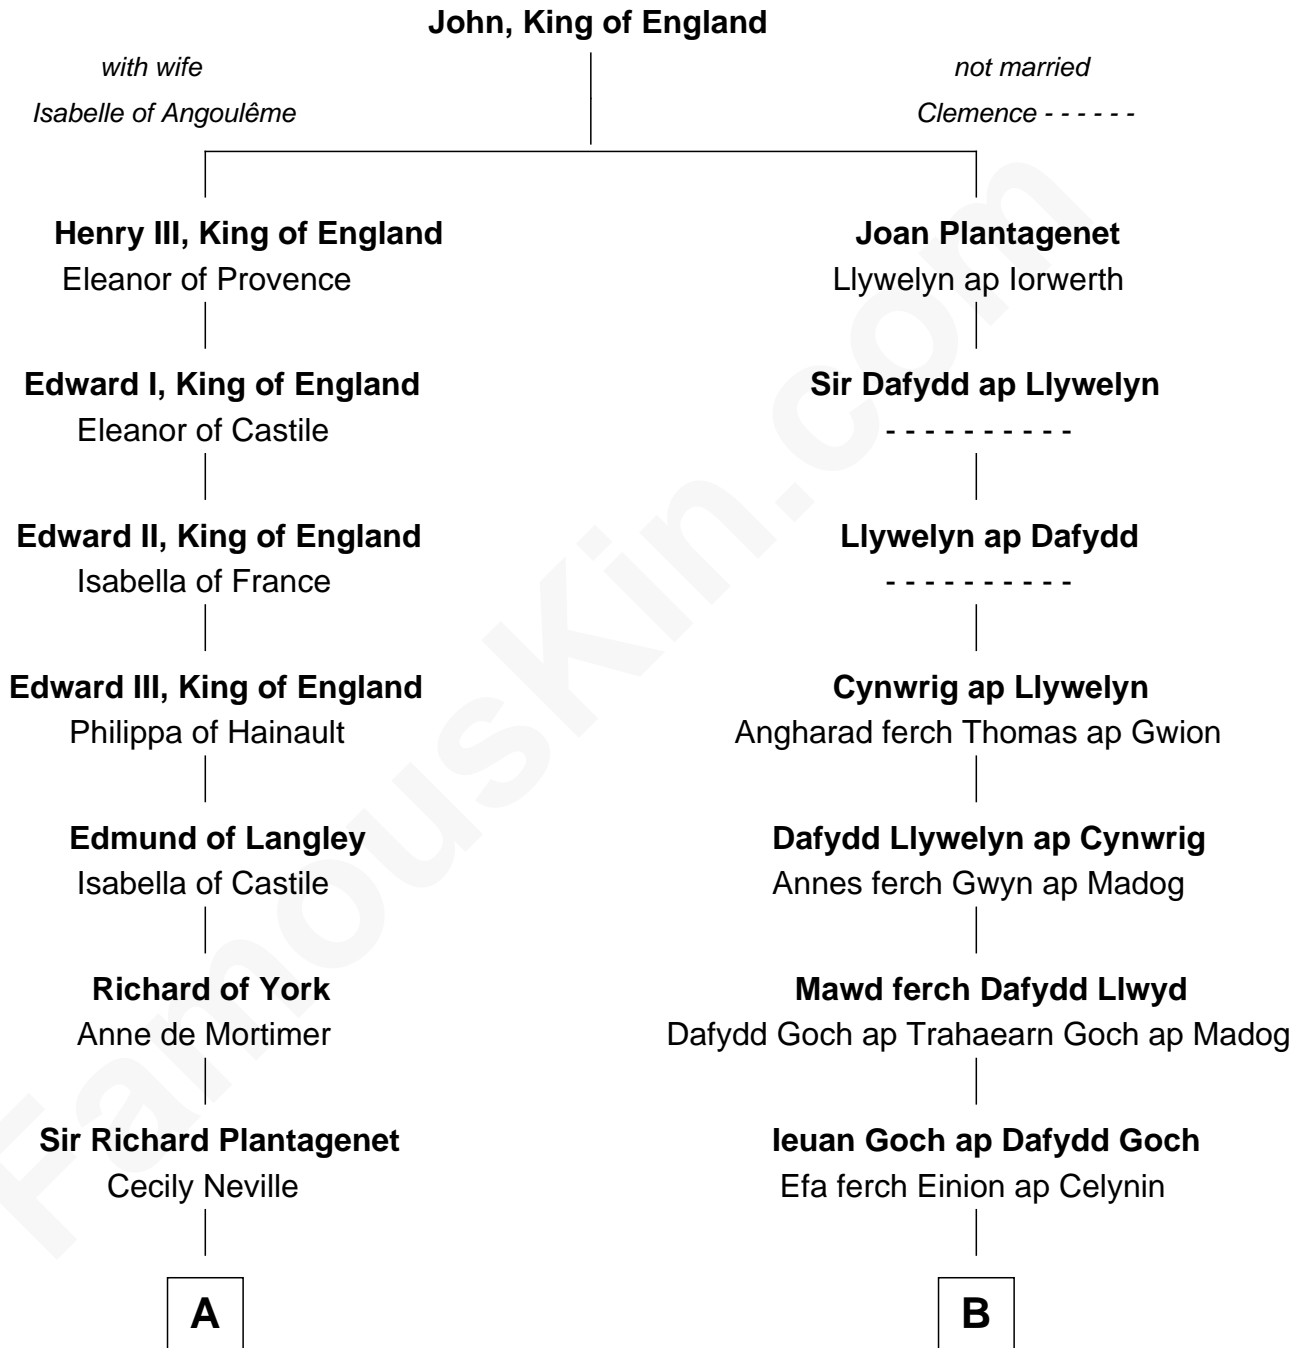 John, King of England
with wife
Isabelle of Angoulême
not married
Clemence - - - - - -
Henry III, King of England
Eleanor of Provence
Joan Plantagenet
Llywelyn ap Iorwerth
Edward I, King of England
Eleanor of Castile
Sir Dafydd ap Llywelyn
- - - - - - - - - -
Edward II, King of England
Isabella of France
Llywelyn ap Dafydd
- - - - - - - - - -
Edward III, King of England
Philippa of Hainault
Cynwrig ap Llywelyn
Angharad ferch Thomas ap Gwion
Edmund of Langley
Isabella of Castile
Dafydd Llywelyn ap Cynwrig
Annes ferch Gwyn ap Madog
Richard of York
Anne de Mortimer
Mawd ferch Dafydd Llwyd
Dafydd Goch ap Trahaearn Goch ap Madog
Sir Richard Plantagenet
Cecily Neville
Ieuan Goch ap Dafydd Goch
Efa ferch Einion ap Celynin
A
B
FamousKin.com